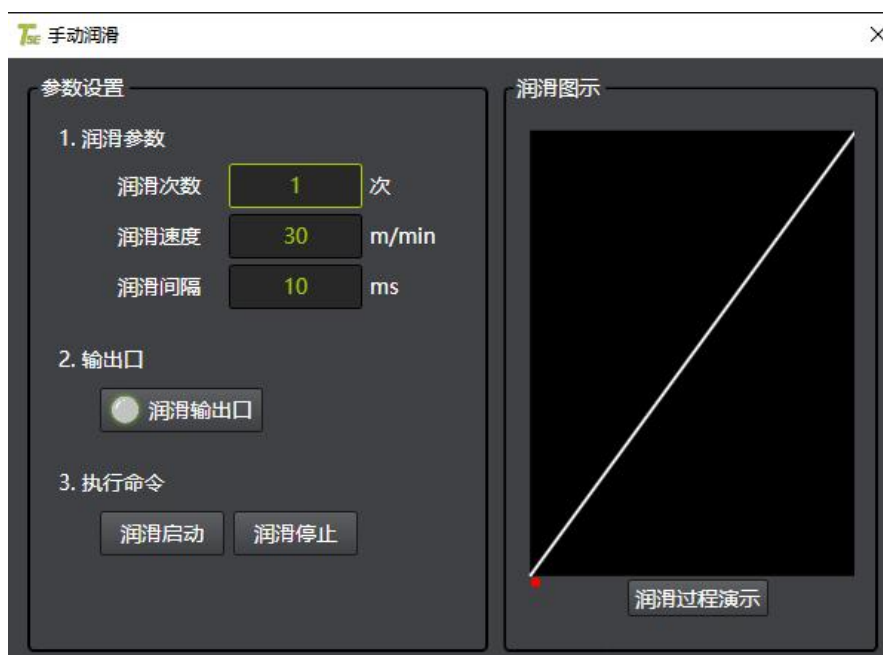 TSE 手动润滑
参数设置
1. 润滑参数
润滑次数 1 次
润滑速度 30 m/min
润滑间隔 10 ms
2. 输出口
润滑输出口
3. 执行命令
润滑启动 润滑停止
润滑图示
润滑过程演示